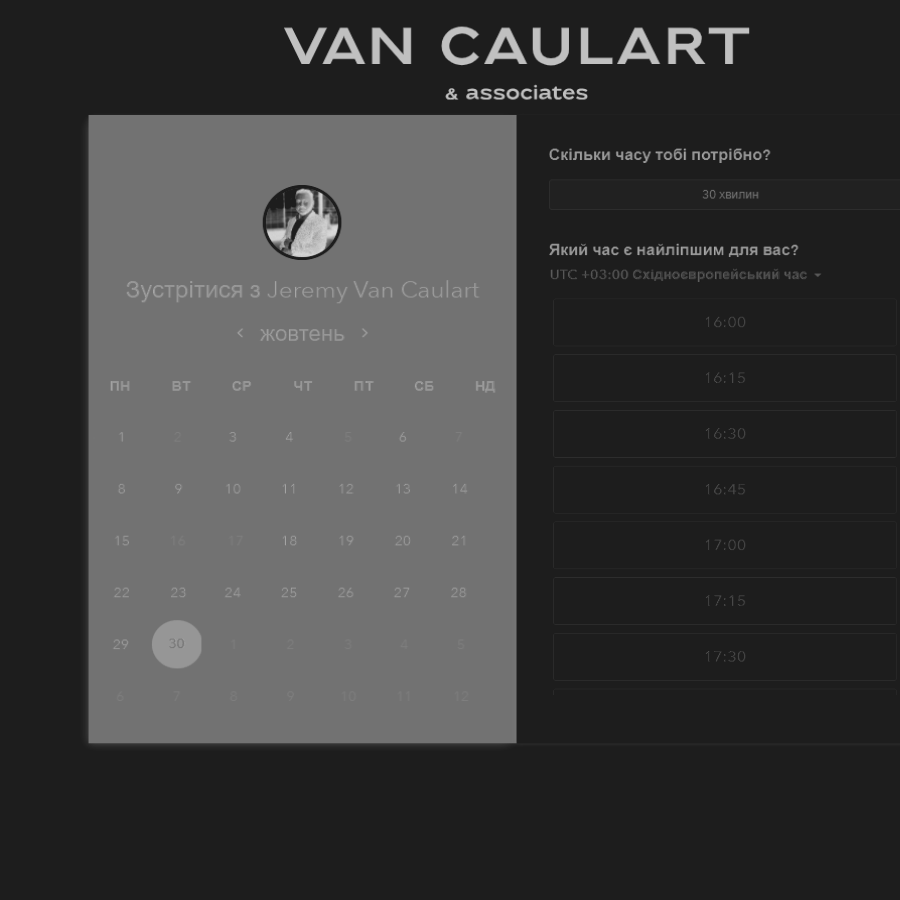 VAN CAULART
& associates
Зустрітися з Jeremy Van Caulart
жовтень
ПН ВТ СР ЧТ ПТ СБ НД
1 2 3 4 5 6 7
8 9 10 11 12 13 14
15 16 17 18 19 20 21
22 23 24 25 26 27 28
29 30 1 2 3 4 5
6 7 8 9 10 11 12
Скільки часу тобі потрібно?
30 хвилин
Який час є найліпшим для вас?
UTC +03:00 Східноєвропейський час
16:00
16:15
16:30
16:45
17:00
17:15
17:30